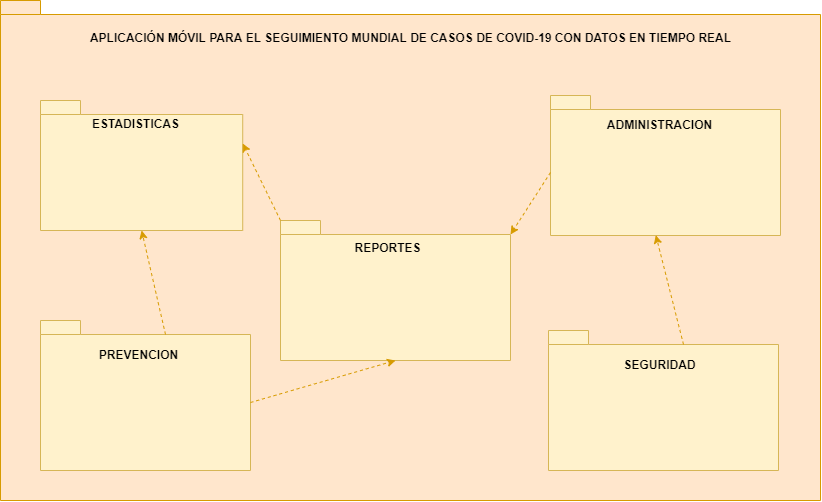 APLICACIÓN MÓVIL PARA EL SEGUIMIENTO MUNDIAL DE CASOS DE COVID-19 CON DATOS EN TIEMPO REAL
ESTADISTICAS
ADMINISTRACION
REPORTES
PREVENCION
SEGURIDAD